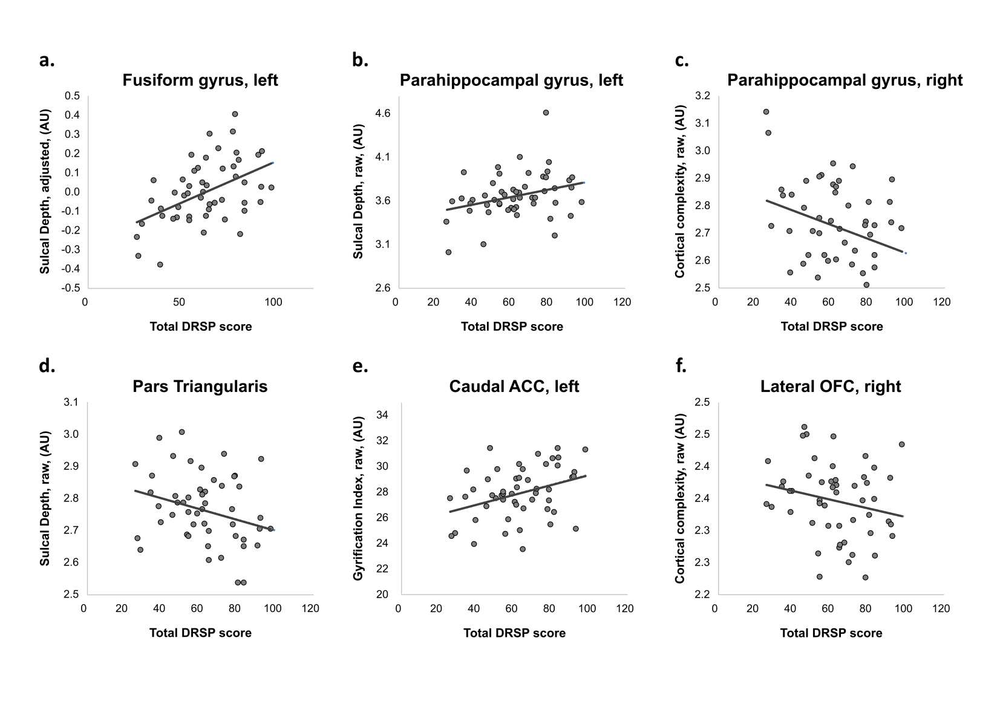 a.
Fusiform gyrus, left
Sulcal Depth, adjusted, (AU)
0.5
0.4
0.3
0.2
0.1
0.0
-0.1
-0.2
-0.3
-0.4
-0.5
0 50 100
Total DRSP score
b.
Parahippocampal gyrus, left
Sulcal Depth, raw, (AU)
4.6
4.1
3.6
3.1
2.6
0 20 40 60 80 100 120
Total DRSP score
c.
Parahippocampal gyrus, right
Cortical complexity, raw, (AU)
3.2
3.1
3.0
2.9
2.8
2.7
2.6
2.5
0 20 40 60 80 100 120
Total DRSP score
d.
Pars Triangularis
Sulcal Depth, raw, (AU)
3.1
3.0
2.9
2.8
2.7
2.6
2.5
0 20 40 60 80 100 120
Total DRSP score
e.
Caudal ACC, left
Gyrification Index, raw, (AU)
34
32
30
28
26
24
22
20
0 20 40 60 80 100 120
Total DRSP score
f.
Lateral OFC, right
Cortical complexity, raw (AU)
2.5
2.5
2.4
2.4
2.3
2.3
2.2
0 20 40 60 80 100 120
Total DRSP score